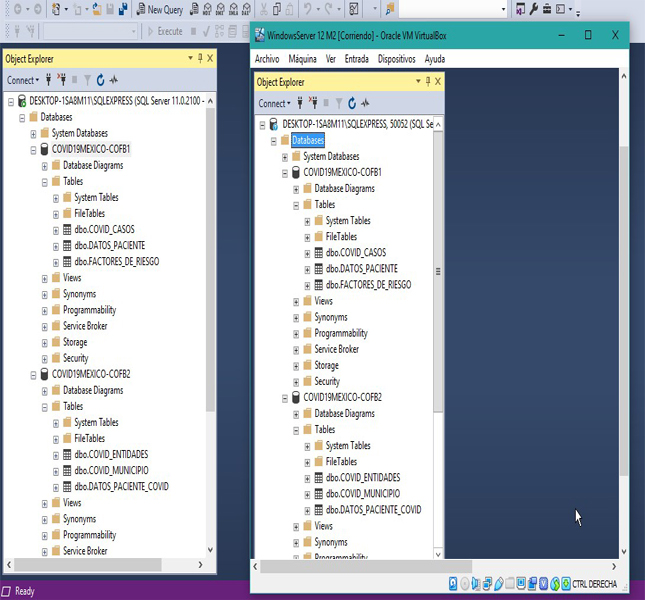 New Query
Execute
Object Explorer
Connect
DESKTOP-1SA8M11\SQLEXPRESS (SQL Server 11.0.2100 -
Databases
System Databases
COVID19MEXICO-COFB1
Database Diagrams
Tables
System Tables
FileTables
dbo.COVID_CASOS
dbo.DATOS_PACIENTE
dbo.FACTORES_DE_RIESGO
Views
Synonyms
Programmability
Service Broker
Storage
Security
COVID19MEXICO-COFB2
Database Diagrams
Tables
System Tables
FileTables
dbo.COVID_ENTIDADES
dbo.COVID_MUNICIPIO
dbo.DATOS_PACIENTE_COVID
Views
Synonyms
Programmability
Service Broker
Ready
WindowsServer 12 M2 [Corriendo] - Oracle VM VirtualBox
Archivo Máquina Ver Entrada Dispositivos Ayuda
Object Explorer
Connect
DESKTOP-1SA8M11\SQLEXPRESS, 50052 (SQL Se
Databases
System Databases
COVID19MEXICO-COFB1
Database Diagrams
Tables
System Tables
FileTables
dbo.COVID_CASOS
dbo.DATOS_PACIENTE
dbo.FACTORES_DE_RIESGO
Views
Synonyms
Programmability
Service Broker
Storage
Security
COVID19MEXICO-COFB2
Database Diagrams
Tables
System Tables
FileTables
dbo.COVID_ENTIDADES
dbo.COVID_MUNICIPIO
dbo.DATOS_PACIENTE_COVID
Views
Synonyms
CTRL DERECHA